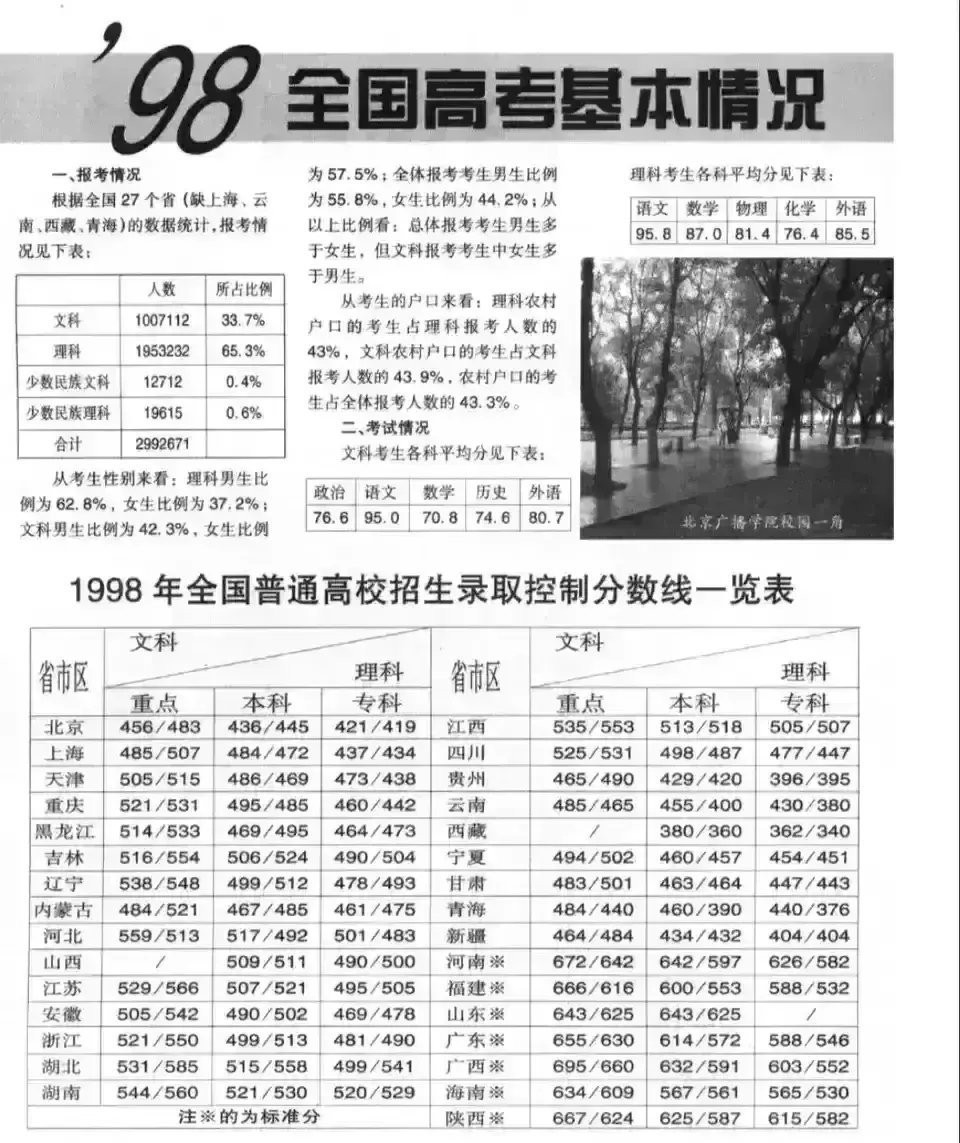 '98 全国高考基本情况
一、报考情况
根据全国 27 个省 (缺上海、云
南、西藏、青海)的数据统计,报考情
况见下表:
人数 所占比例
文科 1007112 33.7%
理科 1953232 65.3%
少数民族文科 12712 0.4%
少数民族理科 19615 0.6%
合计 2992671
从考生性别来看: 理科男生比
例为 62.8%, 女生比例为 37.2%;
文科男生比例为 42.3%, 女生比例
为 57.5%; 全体报考考生男生比例
为 55.8%, 女生比例为 44.2%; 从
以上比例看: 总体报考考生男生多
于女生, 但文科报考考生中女生多
于男生。
从考生的户口来看: 理科农村
户口的考生占理科报考人数的
43%, 文科农村户口的考生占文科
报考人数的 43.9%, 农村户口的考
生占全体报考人数的 43.3%。
二、考试情况
文科考生各科平均分见下表:
政治 语文 数学 历史 外语
76.6 95.0 70.8 74.6 80.7
理科考生各科平均分见下表:
语文 数学 物理 化学 外语
95.8 87.0 81.4 76.4 85.5
北京广播学院校园一角
1998 年全国普通高校招生录取控制分数线一览表
省市区 文科 理科 省市区 文科 理科
重点 本科 专科 重点 本科 专科
北京 456/483 436/445 421/419 江西 535/553 513/518 505/507
上海 485/507 484/472 437/434 四川 525/531 498/487 477/447
天津 505/515 486/469 473/438 贵州 465/490 429/420 396/395
重庆 521/531 495/485 460/442 云南 485/465 455/400 430/380
黑龙江 514/533 469/495 464/473 西藏 / 380/360 362/340
吉林 516/554 506/524 490/504 宁夏 494/502 460/457 454/451
辽宁 538/548 499/512 478/493 甘肃 483/501 463/464 447/443
内蒙古 484/521 467/485 461/475 青海 484/440 460/390 440/376
河北 559/513 517/492 501/483 新疆 464/484 434/432 404/404
山西 / 509/511 490/500 河南※ 672/642 642/597 626/582
江苏 529/566 507/521 495/505 福建※ 666/616 600/553 588/532
安徽 505/542 490/502 469/478 山东※ 643/625 643/625 /
浙江 521/550 499/513 481/490 广东※ 655/630 614/572 588/546
湖北 531/585 515/558 499/541 广西※ 695/660 632/591 603/552
湖南 544/560 521/530 520/529 海南※ 634/609 567/561 565/530
注※的为标准分 陕西※ 667/624 625/587 615/582